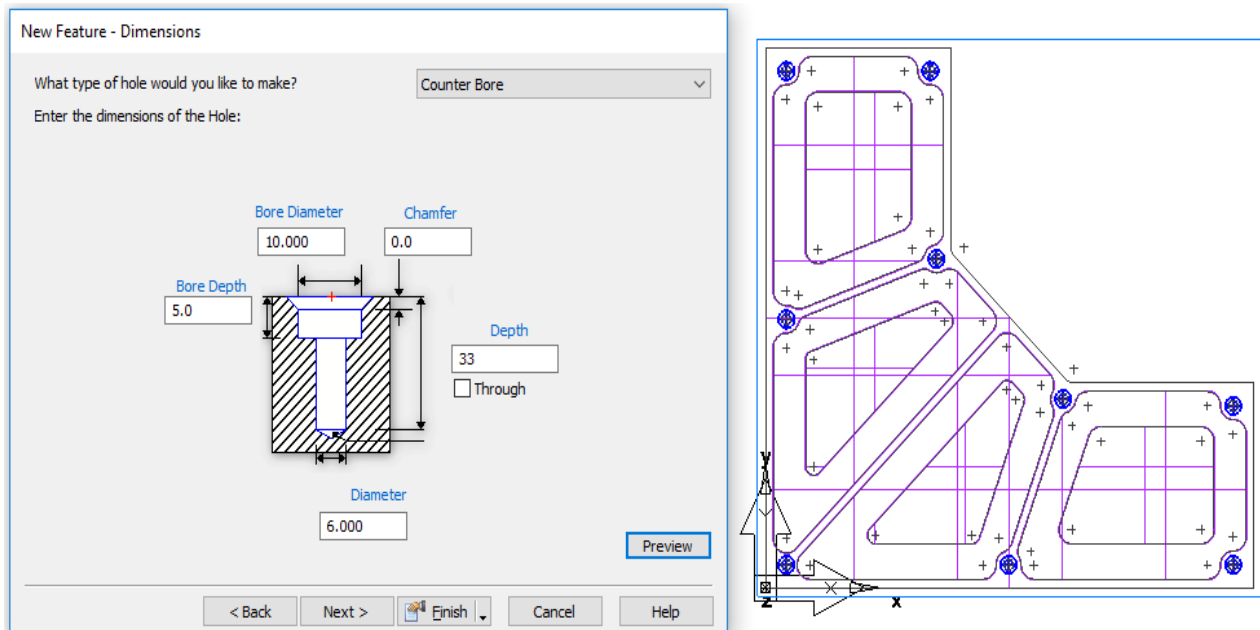 New Feature - Dimensions
What type of hole would you like to make?
Counter Bore
Enter the dimensions of the Hole:
Bore Diameter
Chamfer
10.000
0.0
Bore Depth
5.0
Depth
33
Through
Diameter
6.000
Preview
< Back
Next >
Finish
Cancel
Help
Y
X
X
Z